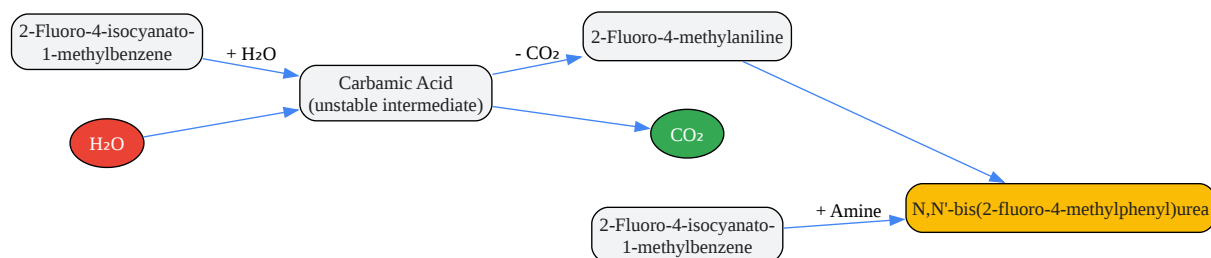 2-Fluoro-4-isocyanato-
1-methylbenzene
+ H₂O
H₂O
Carbamic Acid
(unstable intermediate)
- CO₂
2-Fluoro-4-methylaniline
CO₂
2-Fluoro-4-isocyanato-
1-methylbenzene
+ Amine
N,N'-bis(2-fluoro-4-methylphenyl)urea